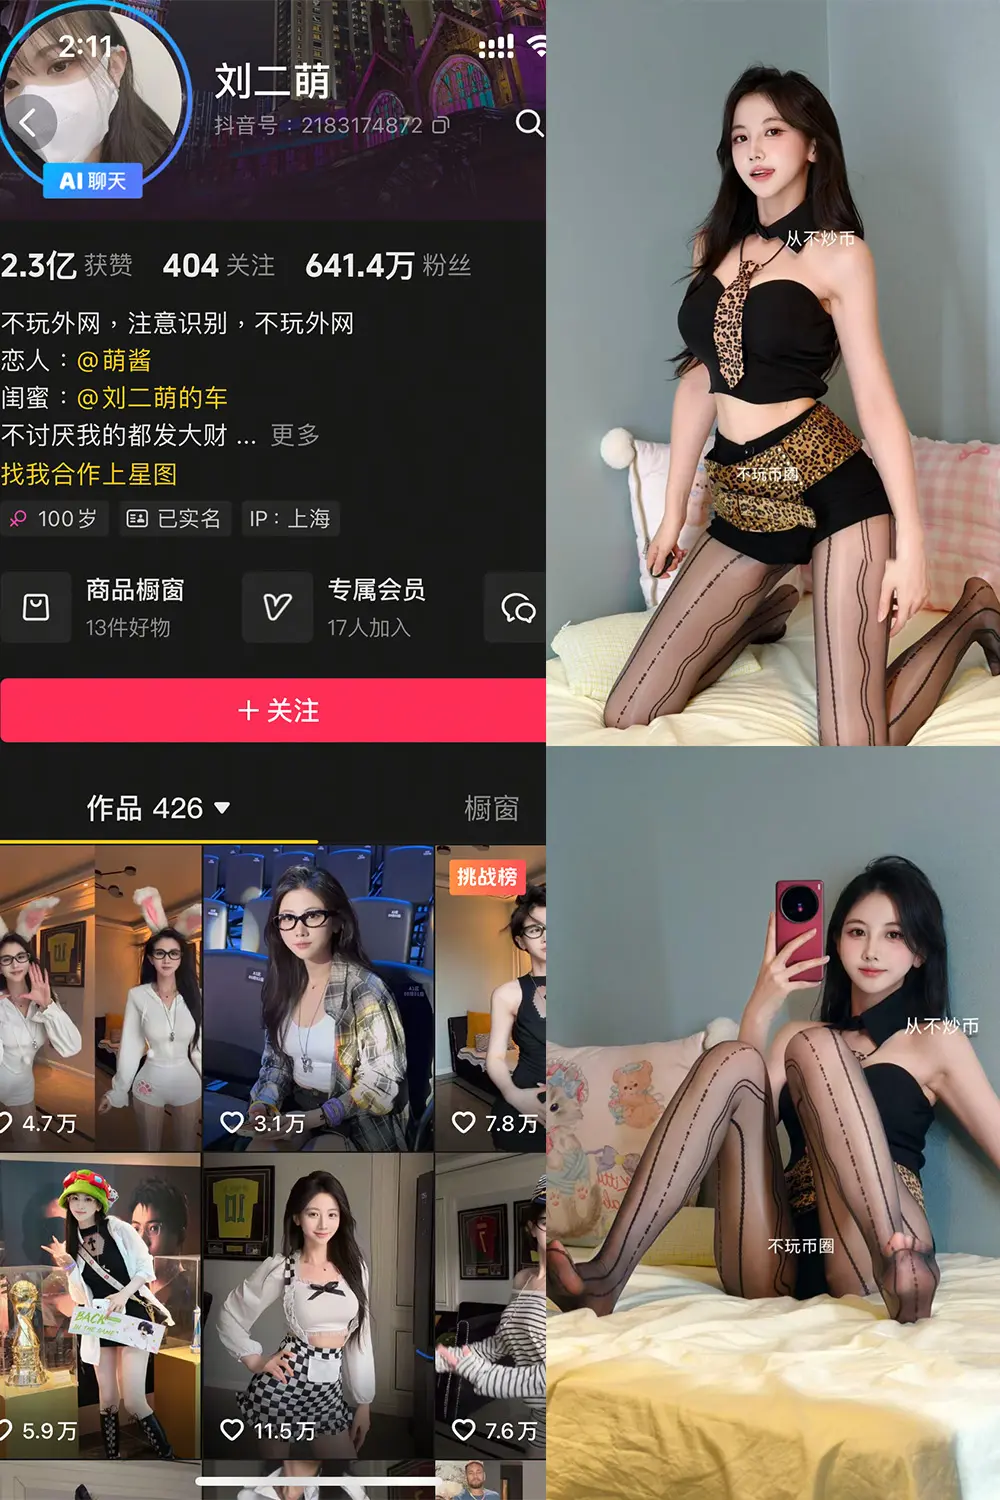 2:11
刘二萌
抖音号：2183174872
AI 聊天
2.3亿 获赞 404 关注 641.4万 粉丝
不玩外网，注意识别，不玩外网
恋人：@萌酱
闺蜜：@刘二萌的车
不讨厌我的都发大财 ... 更多
找我合作上星图
100岁 已实名 IP：上海
商品橱窗
13件好物
专属会员
17人加入
+ 关注
作品 426 橱窗
挑战榜
4.7万
3.1万
7.8万
10
BACK
IN THE GAME
10
7
5.9万
11.5万
7.6万
从不炒币
不玩币圈
从不炒币
不玩币圈